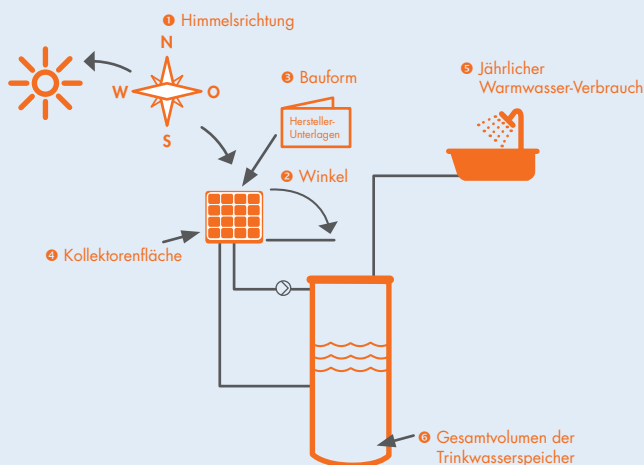 ❶ Himmelsrichtung
N
W
O
S
❸ Bauform
Hersteller-
Unterlagen
❺ Jährlicher
Warmwasser-Verbrauch
❷ Winkel
❹ Kollektorenfläche
❻ Gesamtvolumen der
Trinkwasserspeicher